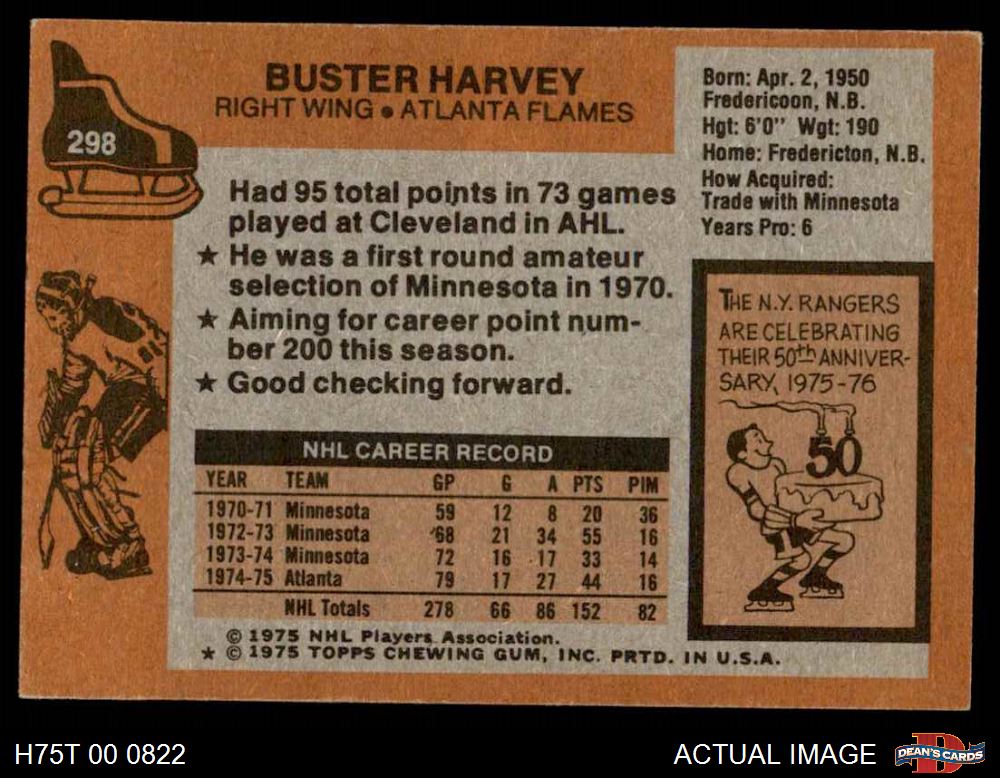 298
BUSTER HARVEY
RIGHT WING • ATLANTA FLAMES
Born: Apr. 2, 1950
Fredericoon, N.B.
Hgt: 6'0" Wgt: 190
Home: Fredericton, N.B.
How Acquired:
Trade with Minnesota
Years Pro: 6
Had 95 total points in 73 games
played at Cleveland in AHL.
★ He was a first round amateur
selection of Minnesota in 1970.
★ Aiming for career point num-
ber 200 this season.
★ Good checking forward.
THE N.Y. RANGERS
ARE CELEBRATING
THEIR 50th ANNIVER-
SARY, 1975-76
50
NHL CAREER RECORD
YEAR TEAM GP G A PTS PIM
1970-71 Minnesota 59 12 8 20 36
1972-73 Minnesota 68 21 34 55 16
1973-74 Minnesota 72 16 17 33 14
1974-75 Atlanta 79 17 27 44 16
NHL Totals 278 66 86 152 82
© 1975 NHL Players Association.
★ © 1975 TOPPS CHEWING GUM, INC. PRTD. IN U.S.A.
H75T 00 0822
ACTUAL IMAGE
D
DEAN'S CARDS